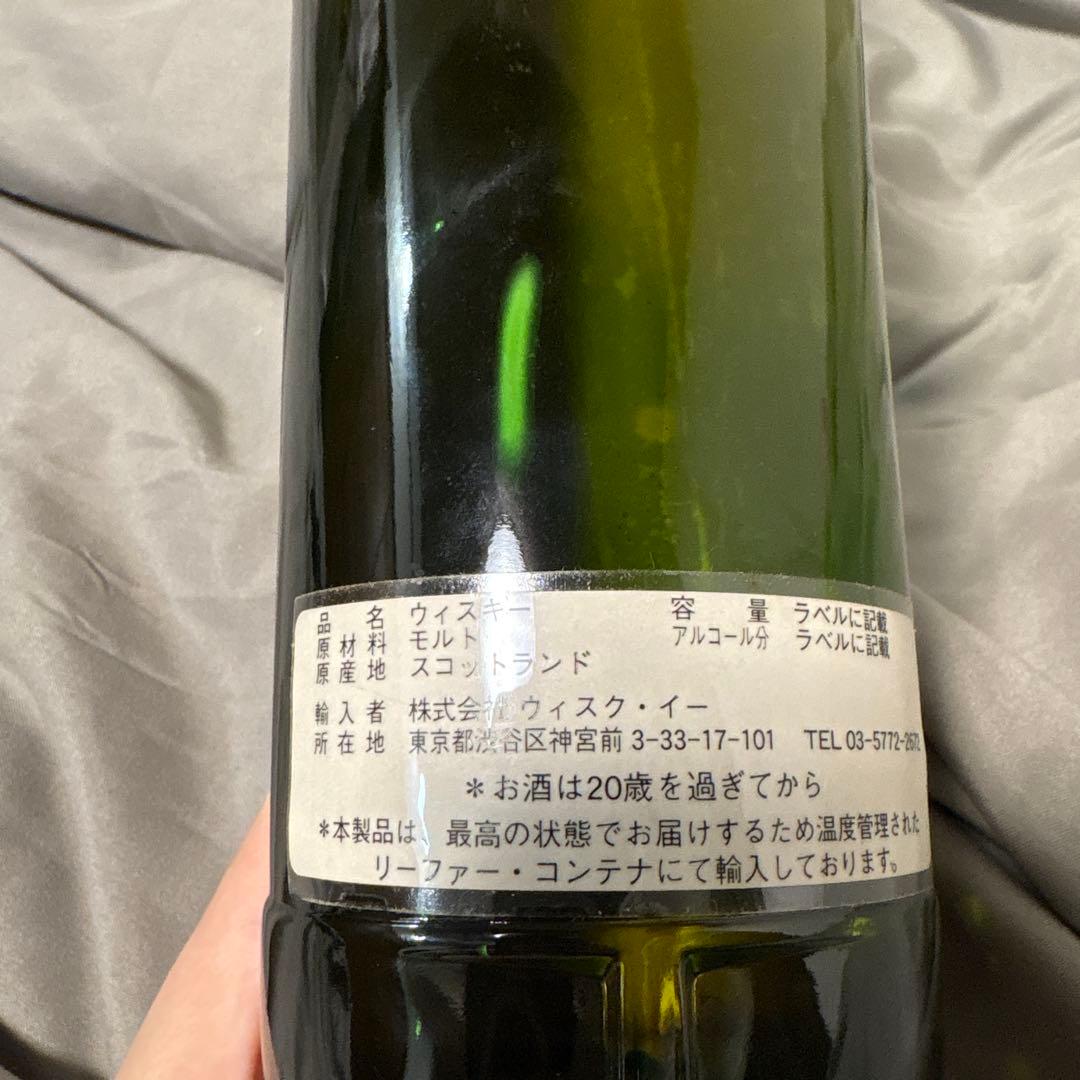 品名 ウィスキー 容量 ラベルに記載
原材料 モルト アルコール分 ラベルに記載
原産地 スコットランド
輸入者 株式会社 ウィスク・イー
所在地 東京都渋谷区神宮前 3-33-17-101 TEL 03-5772-2672
＊お酒は20歳を過ぎてから
＊本製品は、最高の状態でお届けするため温度管理された
リーファー・コンテナにて輸入しております。